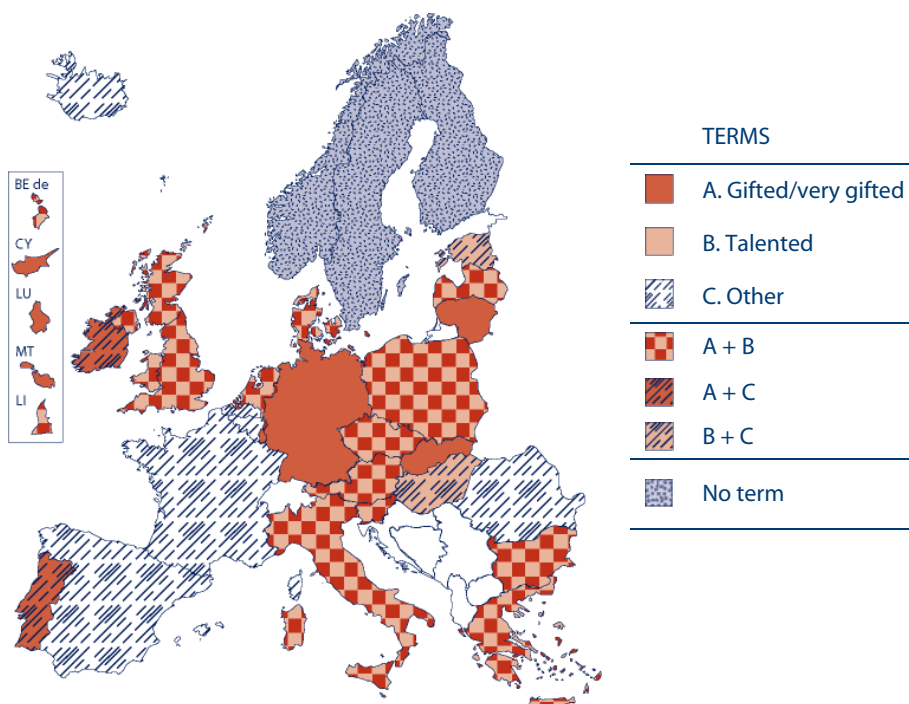 BE de
CY
LU
MT
LI
TERMS
A. Gifted/very gifted
B. Talented
C. Other
A + B
A + C
B + C
No term